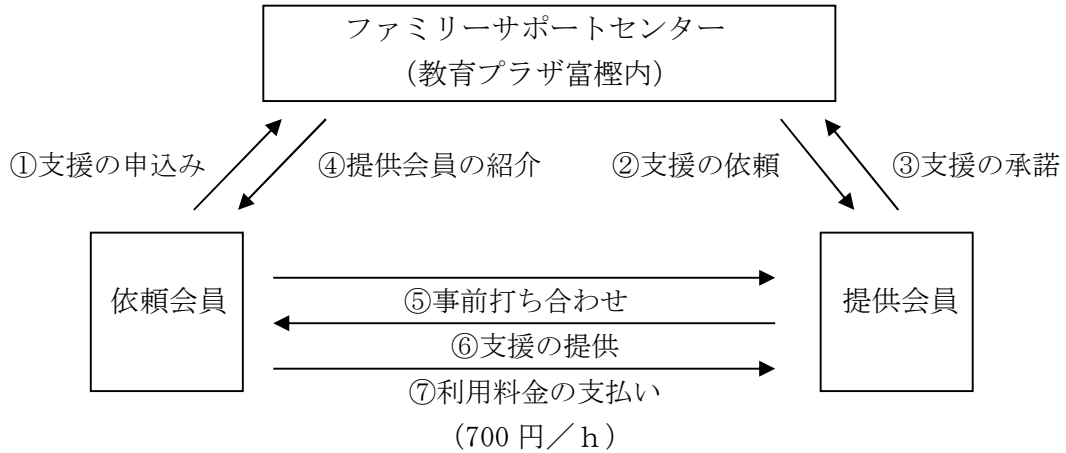 ファミリーサポートセンター
（教育プラザ富樫内）
①支援の申込み
④提供会員の紹介
②支援の依頼
③支援の承諾
依頼会員
⑤事前打ち合わせ
提供会員
⑥支援の提供
⑦利用料金の支払い
（700 円／ｈ）